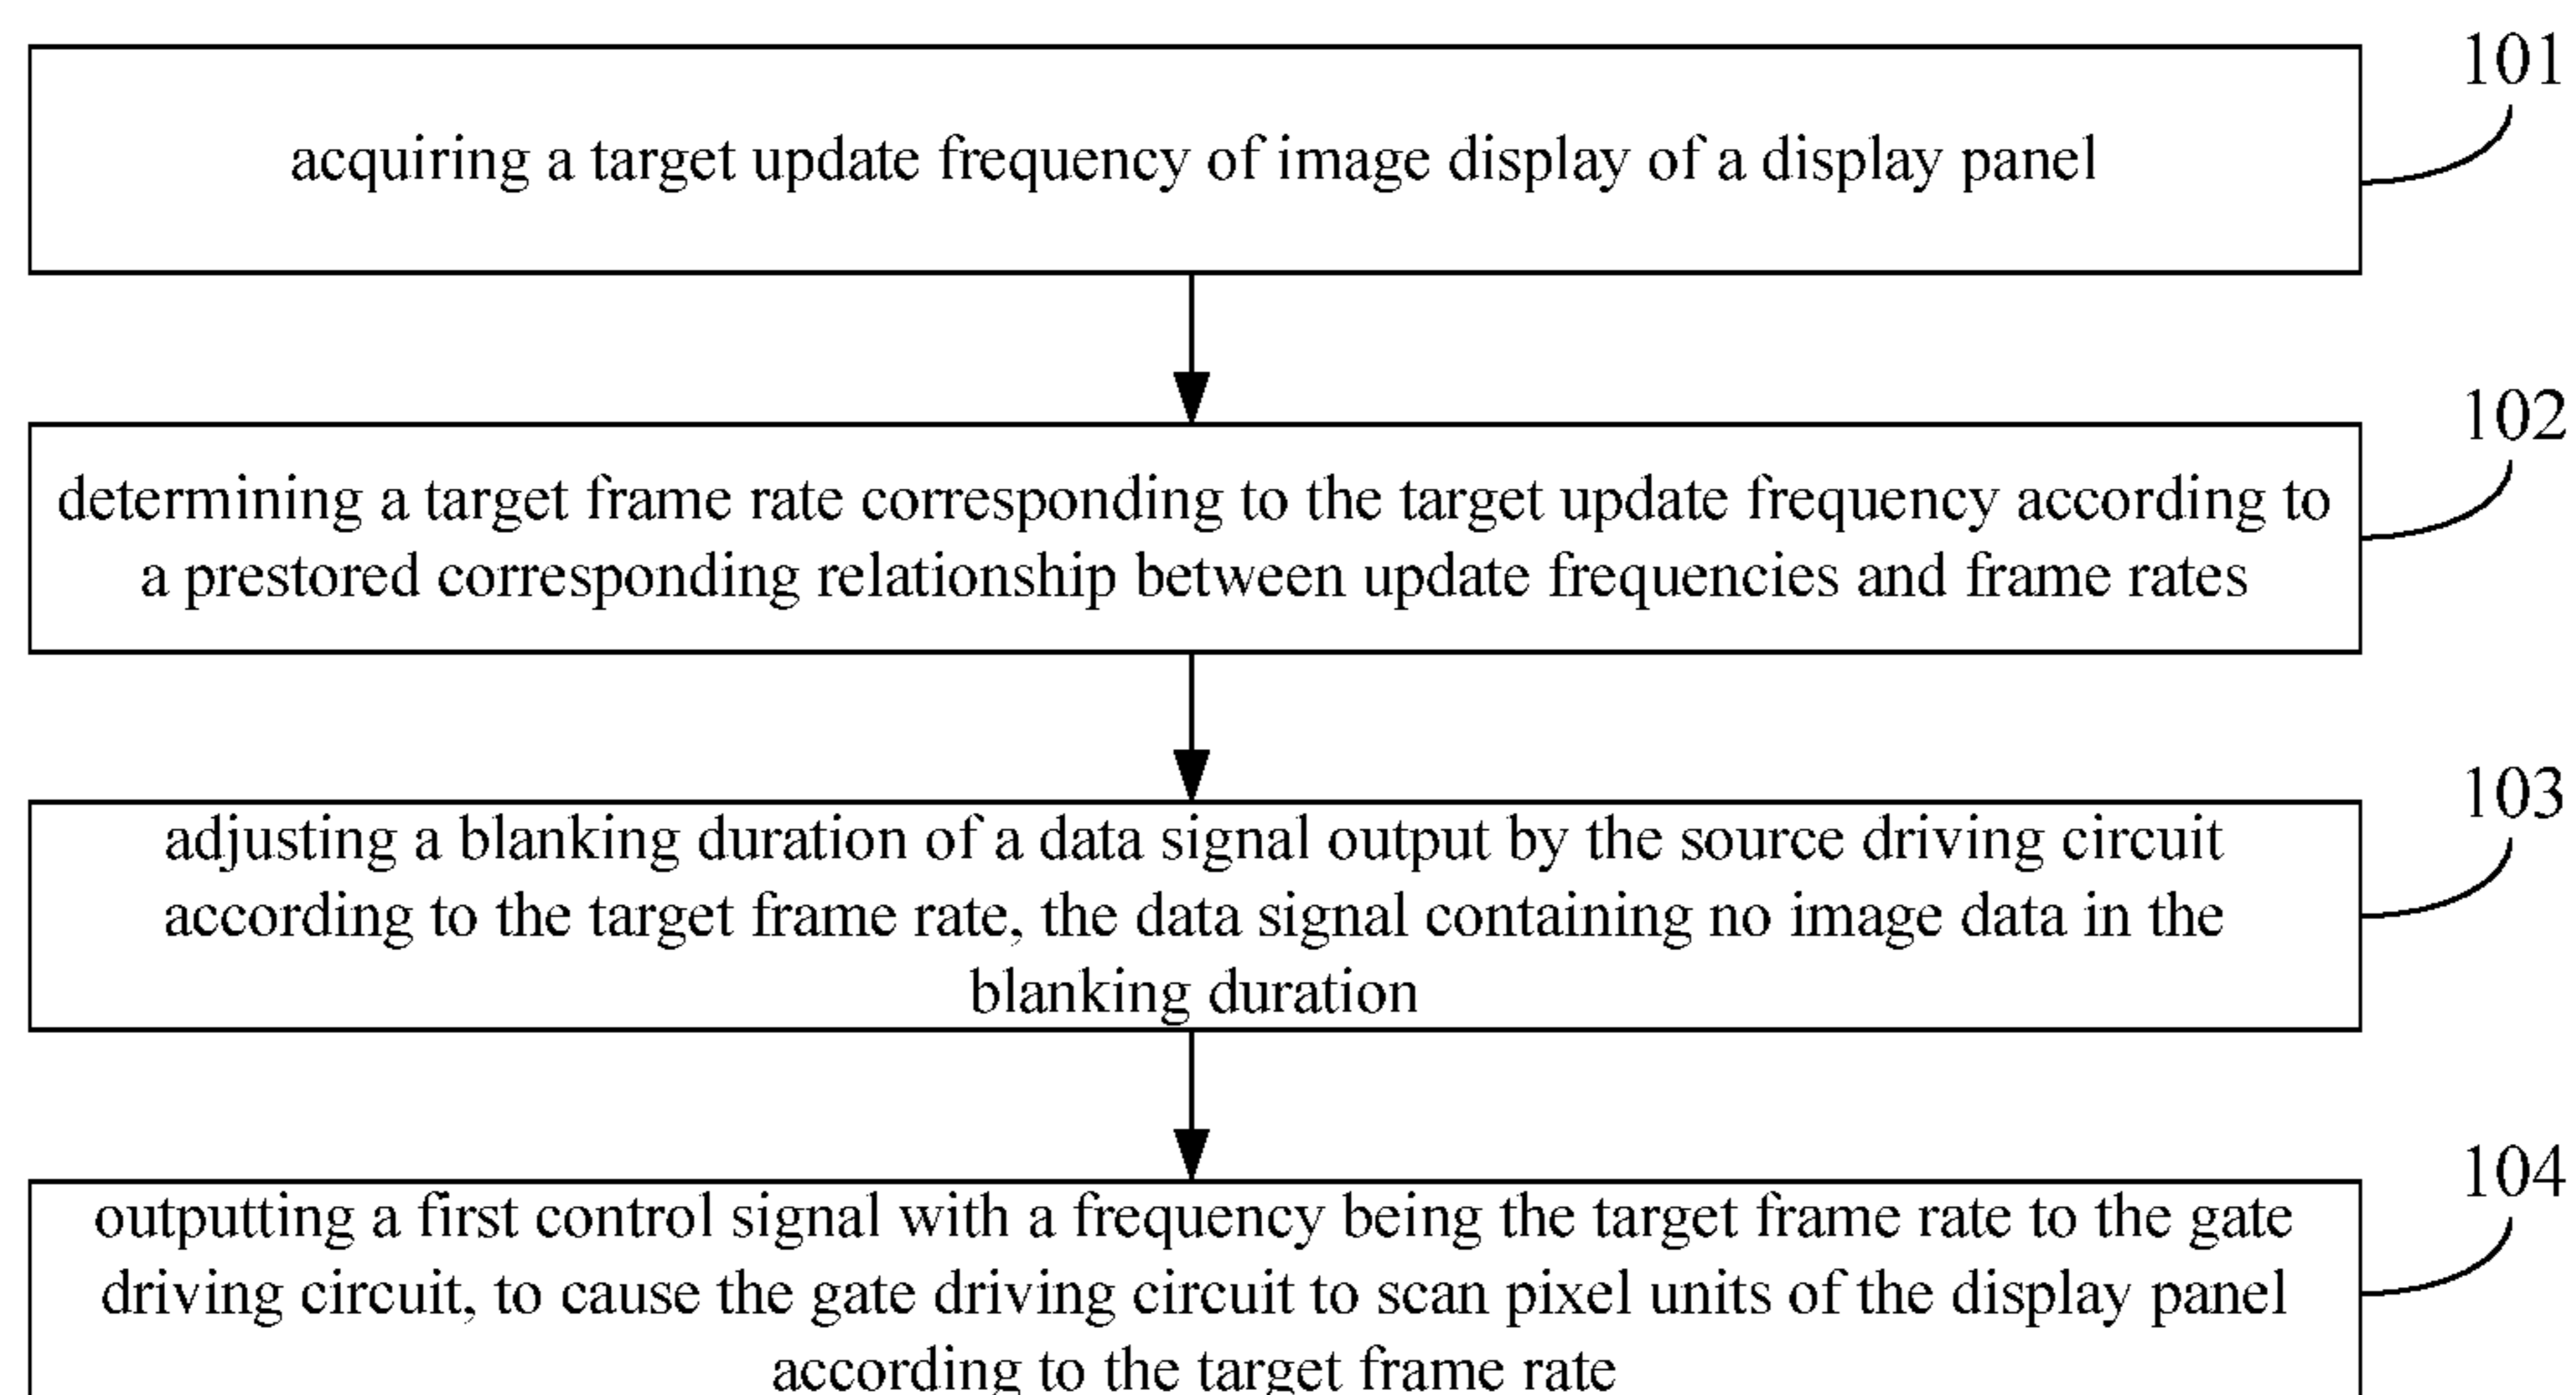 101
acquiring a target update frequency of image display of a display panel
102
determining a target frame rate corresponding to the target update frequency according to
a prestored corresponding relationship between update frequencies and frame rates
103
adjusting a blanking duration of a data signal output by the source driving circuit
according to the target frame rate, the data signal containing no image data in the
blanking duration
104
outputting a first control signal with a frequency being the target frame rate to the gate
driving circuit, to cause the gate driving circuit to scan pixel units of the display panel
according to the target frame rate